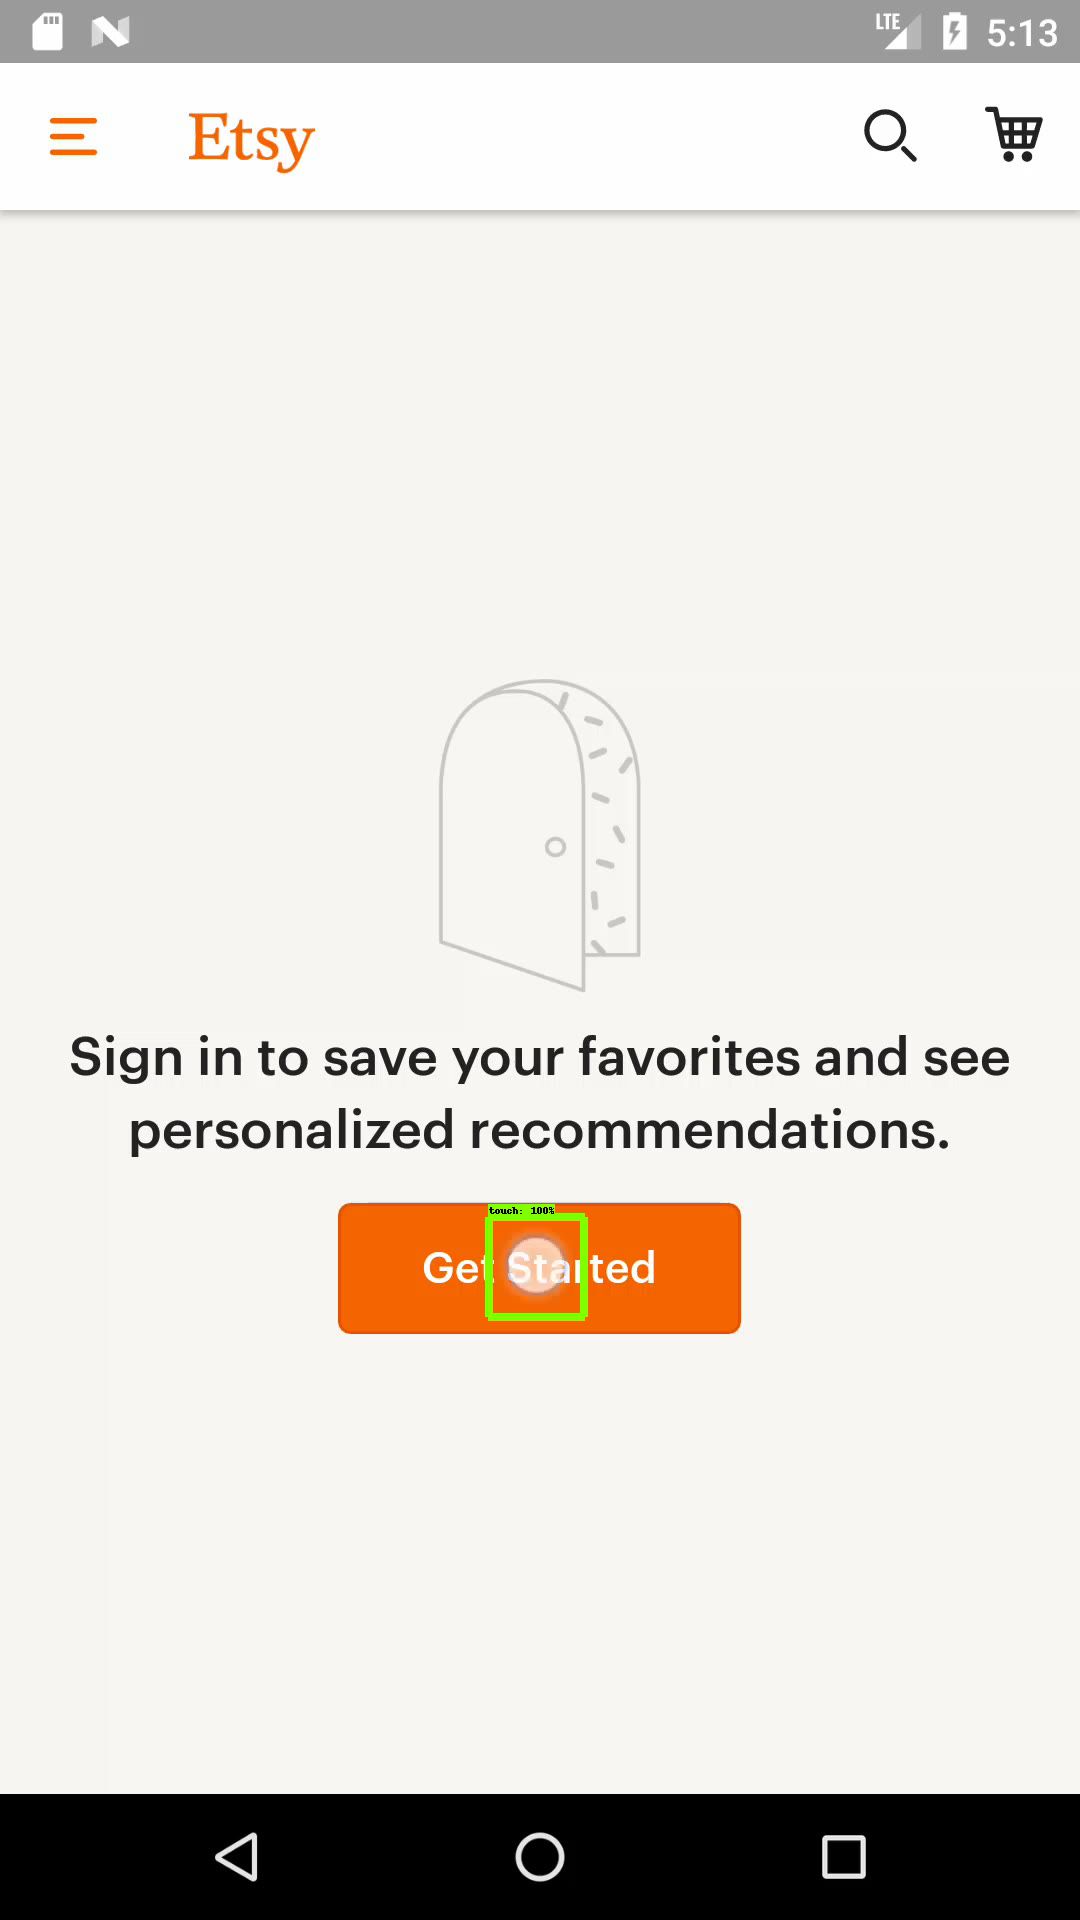 LTE 5:13
Etsy
Sign in to save your favorites and see
personalized recommendations.
touch: 100%
Get Started